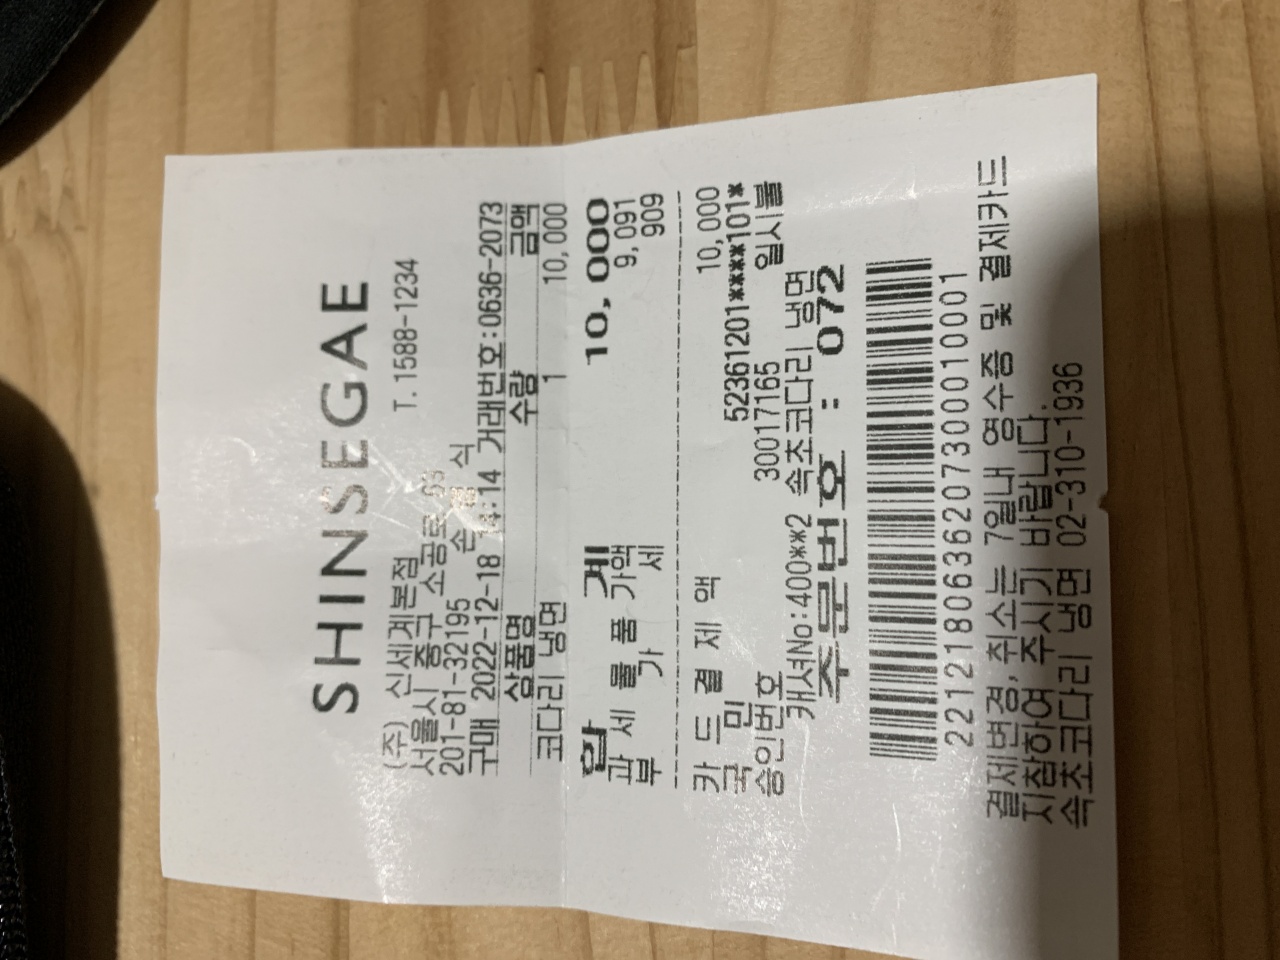 SHINSEGAE
(주) 신세계본점 T.1588-1234
서울시 중구 소공로
201-81-32195 손 식
구매 2022-12-18 14:14 거래번호:0636-2073
상품명 수량 금액
코다리 냉면 1 10,000
합 계 10,000
과 세 물 품 가액 9,091
부 가 세 909
카 드 결 제 액 10,000
국 민 52361201****101*
승인번호 30017165 일시불
캐셔No:400**2 속초코다리 냉면
주문번호 : 072
2212180636207300010001
결제변경,취소는 7일내 영수증 및 결제카드
지참하여 주시기 바랍니다.
속초코다리 냉면 02-310-1936